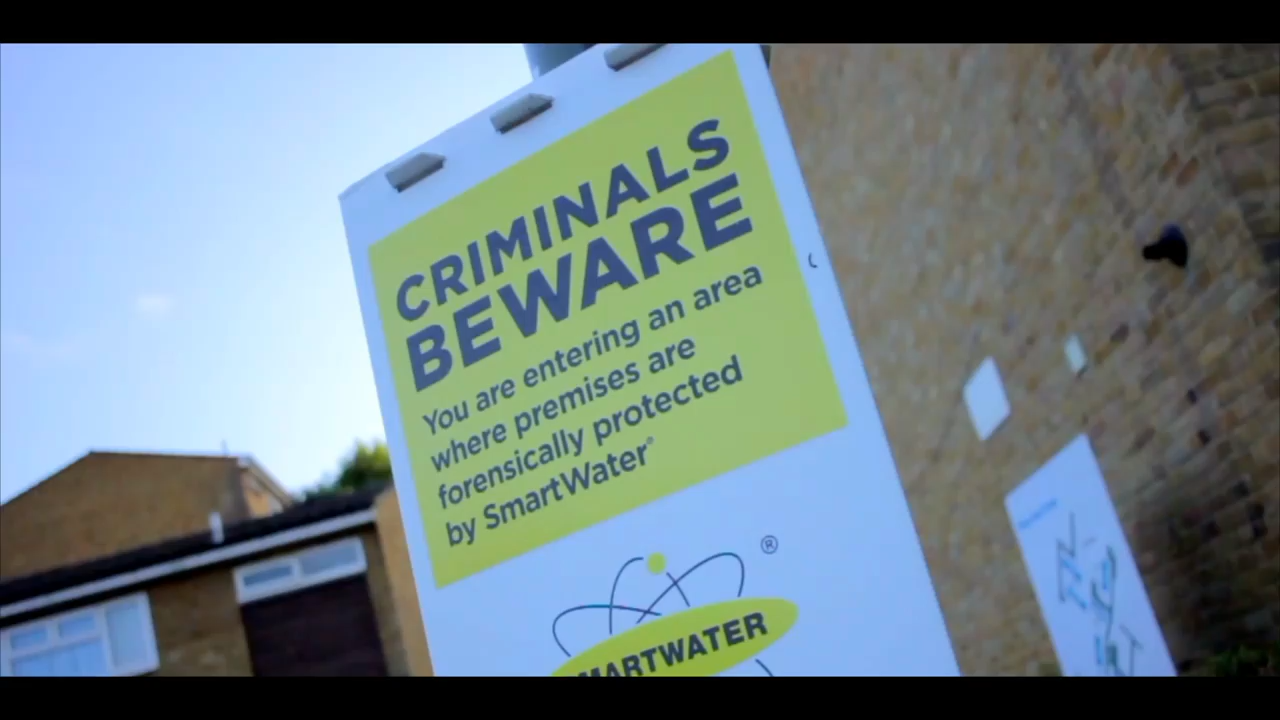 CRIMINALS
BEWARE
You are entering an area
where premises are
forensically protected
by SmartWater®
®
MARTWATER